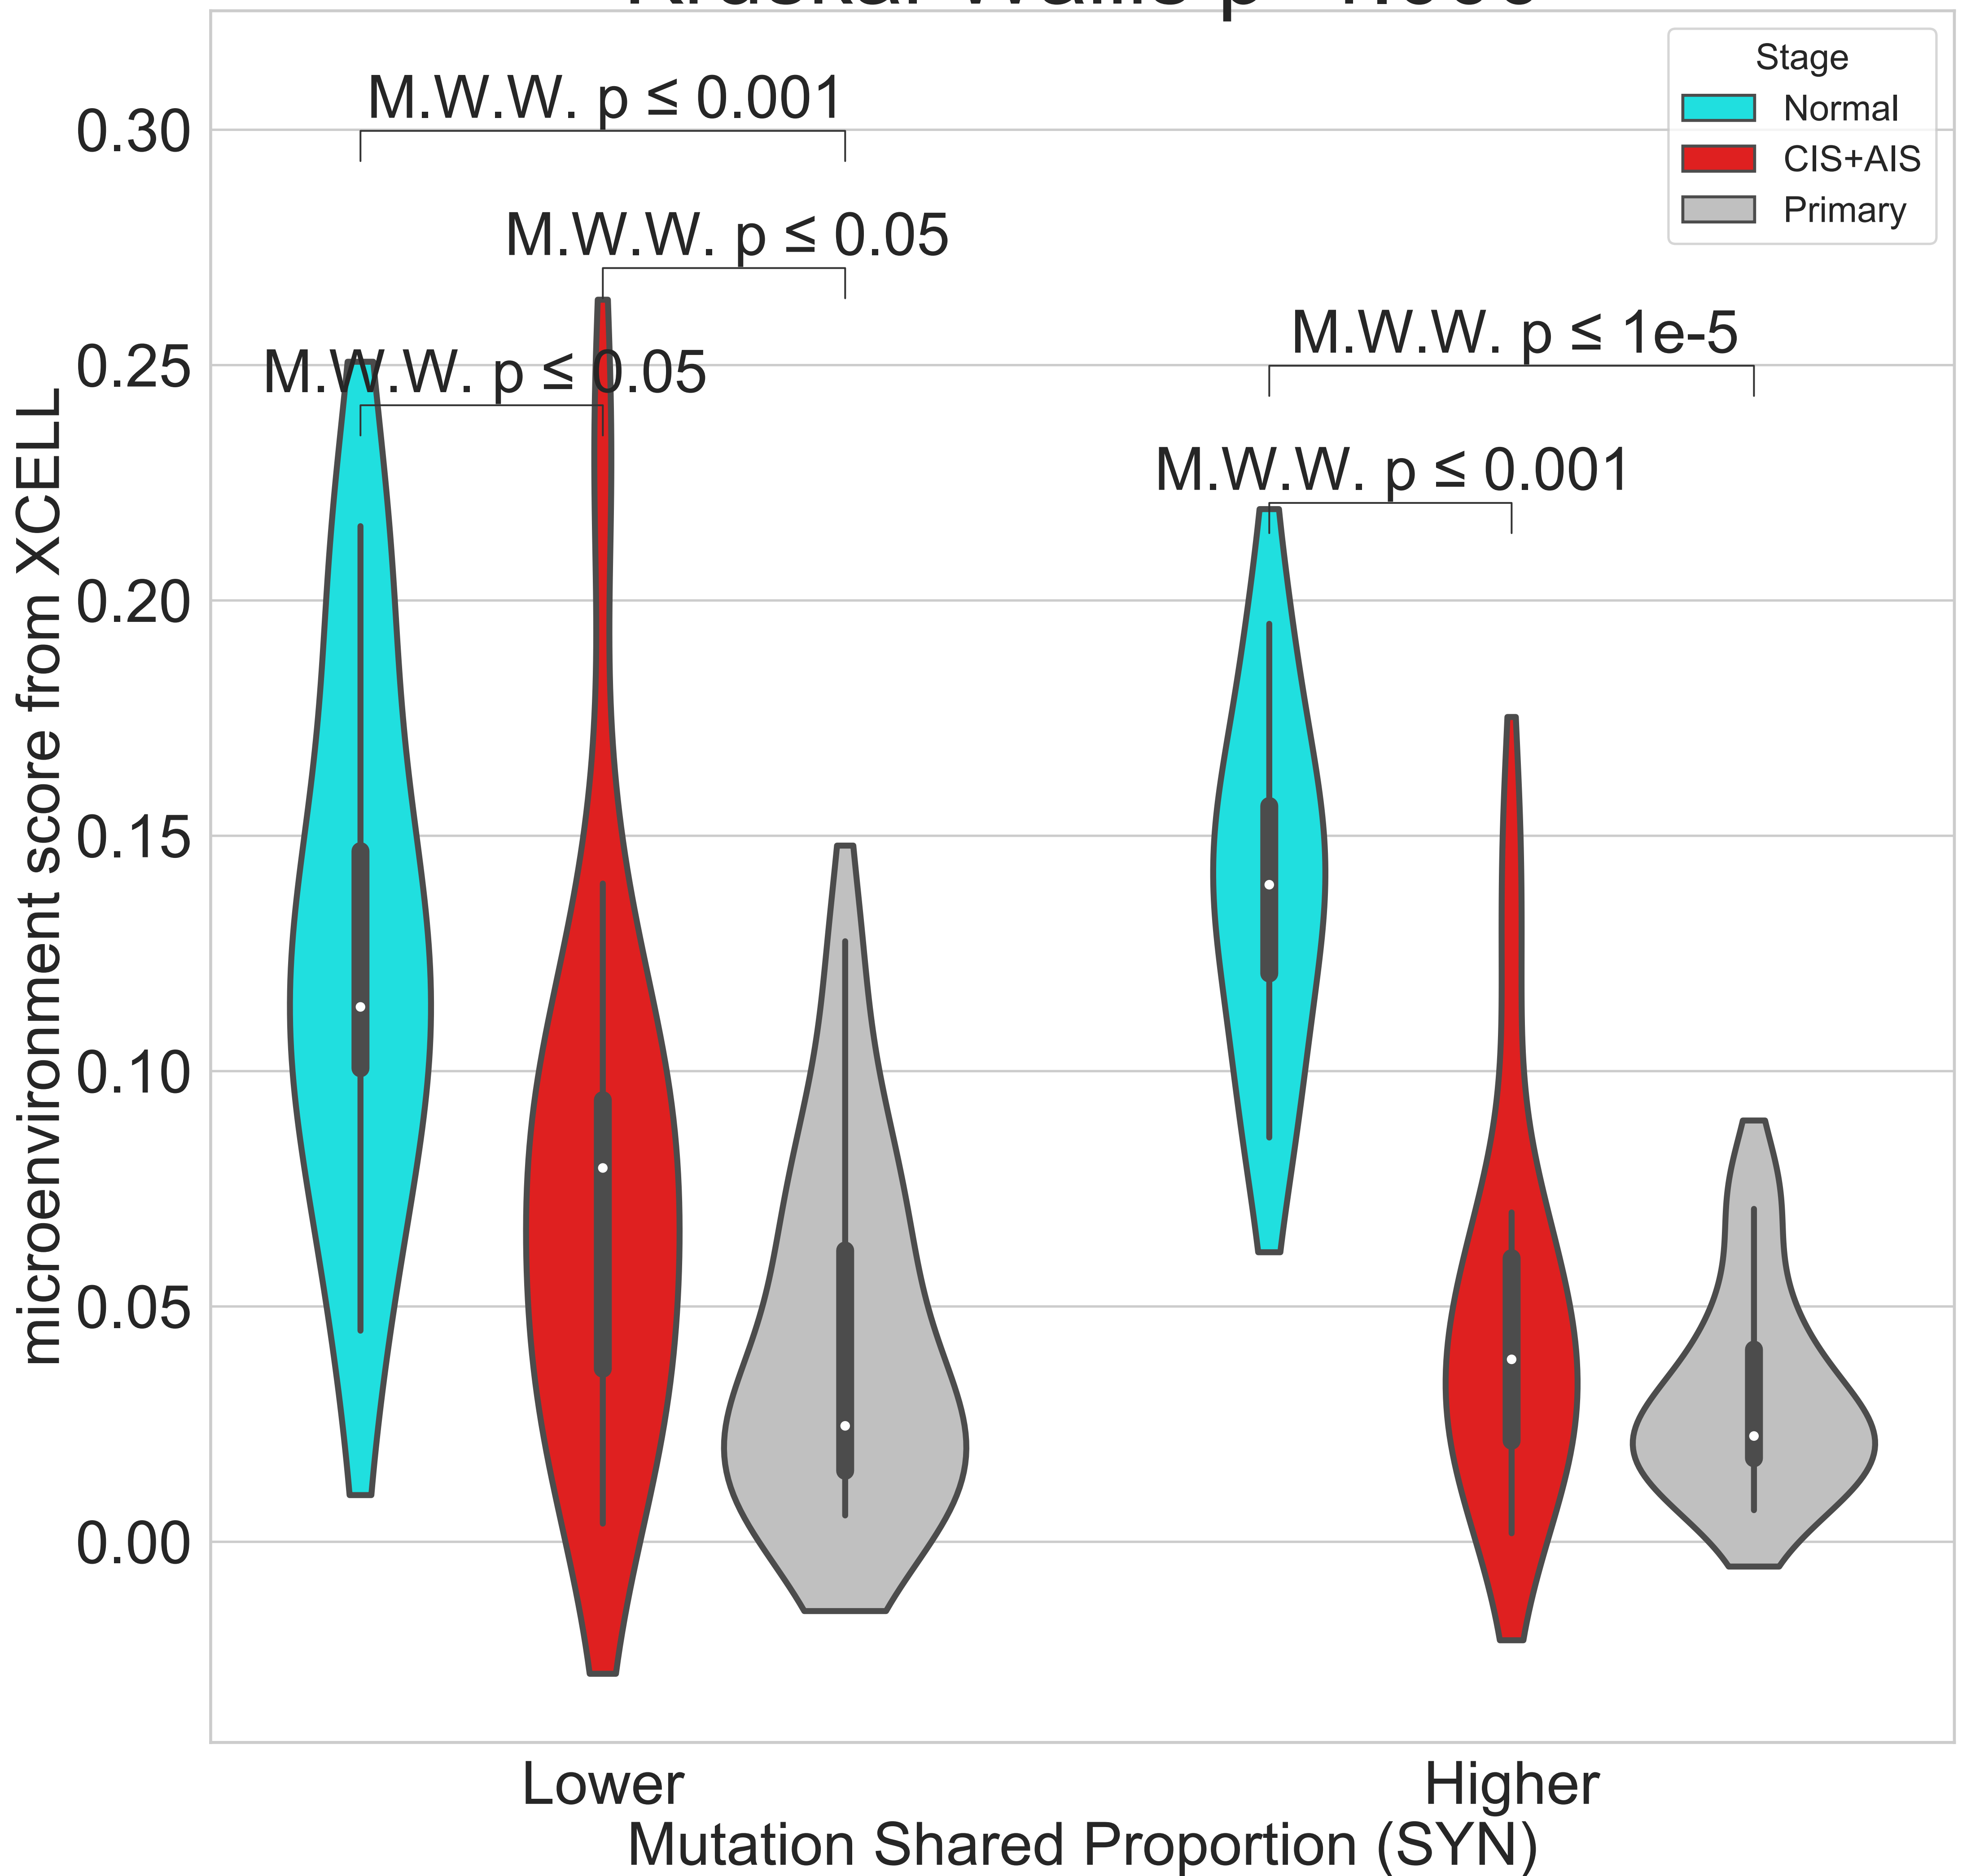 Stage
Normal
CIS+AIS
Primary
M.W.W. p ≤ 0.001
M.W.W. p ≤ 0.05
M.W.W. p ≤ 0.05
M.W.W. p ≤ 1e-5
M.W.W. p ≤ 0.001
0.30
0.25
0.20
0.15
0.10
0.05
0.00
microenvironment score from XCELL
Lower
Higher
Mutation Shared Proportion (SYN)